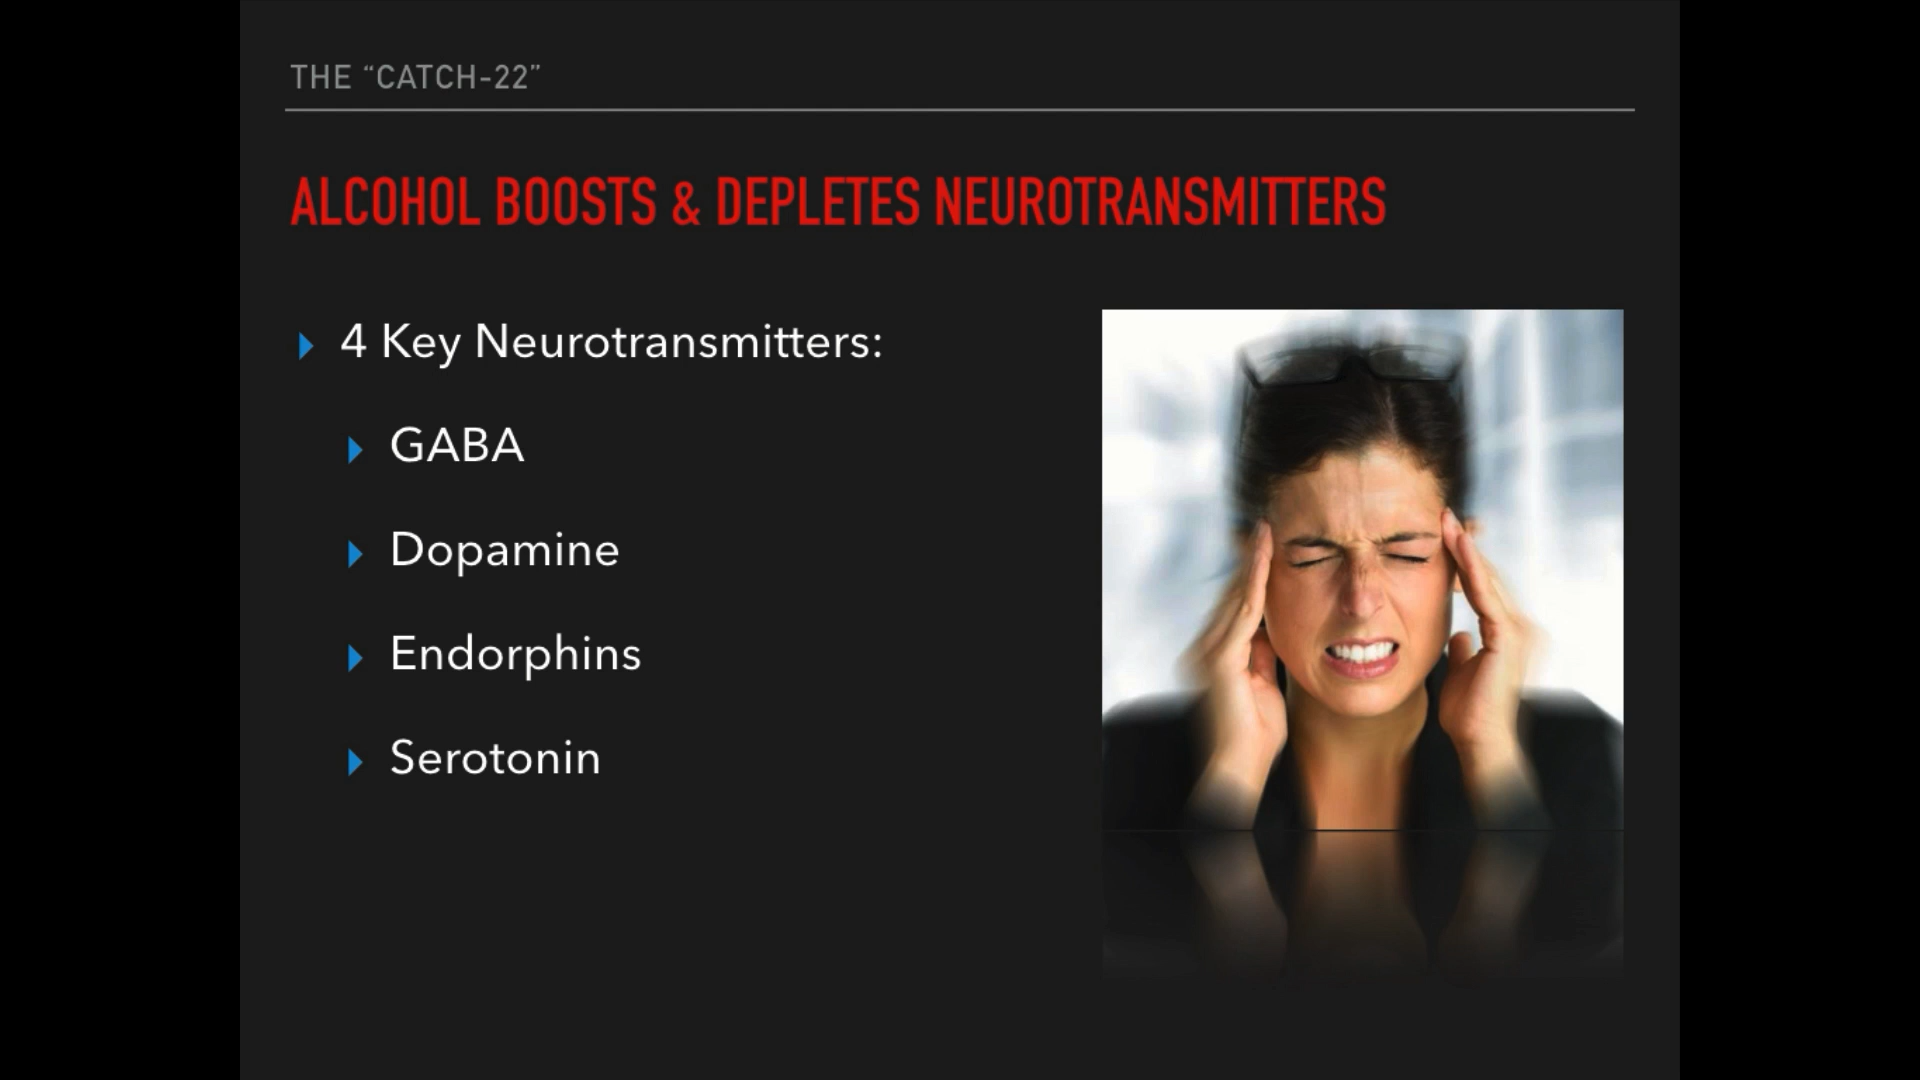 THE “CATCH-22”
ALCOHOL BOOSTS & DEPLETES NEUROTRANSMITTERS
4 Key Neurotransmitters:
GABA
Dopamine
Endorphins
Serotonin